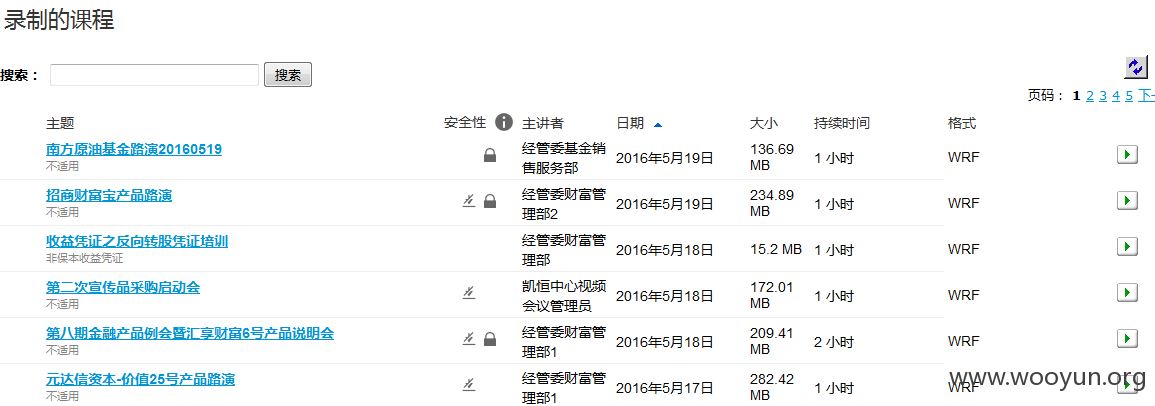 录制的课程
搜索： 搜索
页码： 1 2 3 4 5 下一
主题 安全性 主讲者 日期 大小 持续时间 格式
南方原油基金路演20160519
不适用
经管委基金销
售服务部
2016年5月19日
136.69
MB
1 小时
WRF
招商财富宝产品路演
不适用
经管委财富管
理部2
2016年5月19日
234.89
MB
1 小时
WRF
收益凭证之反向转股凭证培训
非保本收益凭证
经管委财富管
理部
2016年5月18日
15.2 MB
1 小时
WRF
第二次宣传品采购启动会
不适用
凯恒中心视频
会议管理员
2016年5月18日
172.01
MB
1 小时
WRF
第八期金融产品例会暨汇享财富6号产品说明会
不适用
经管委财富管
理部1
2016年5月18日
209.41
MB
2 小时
WRF
元达信资本-价值25号产品路演
不适用
经管委财富管
理部1
2016年5月17日
282.42
MB
1 小时
WRF
www.wooyun.org